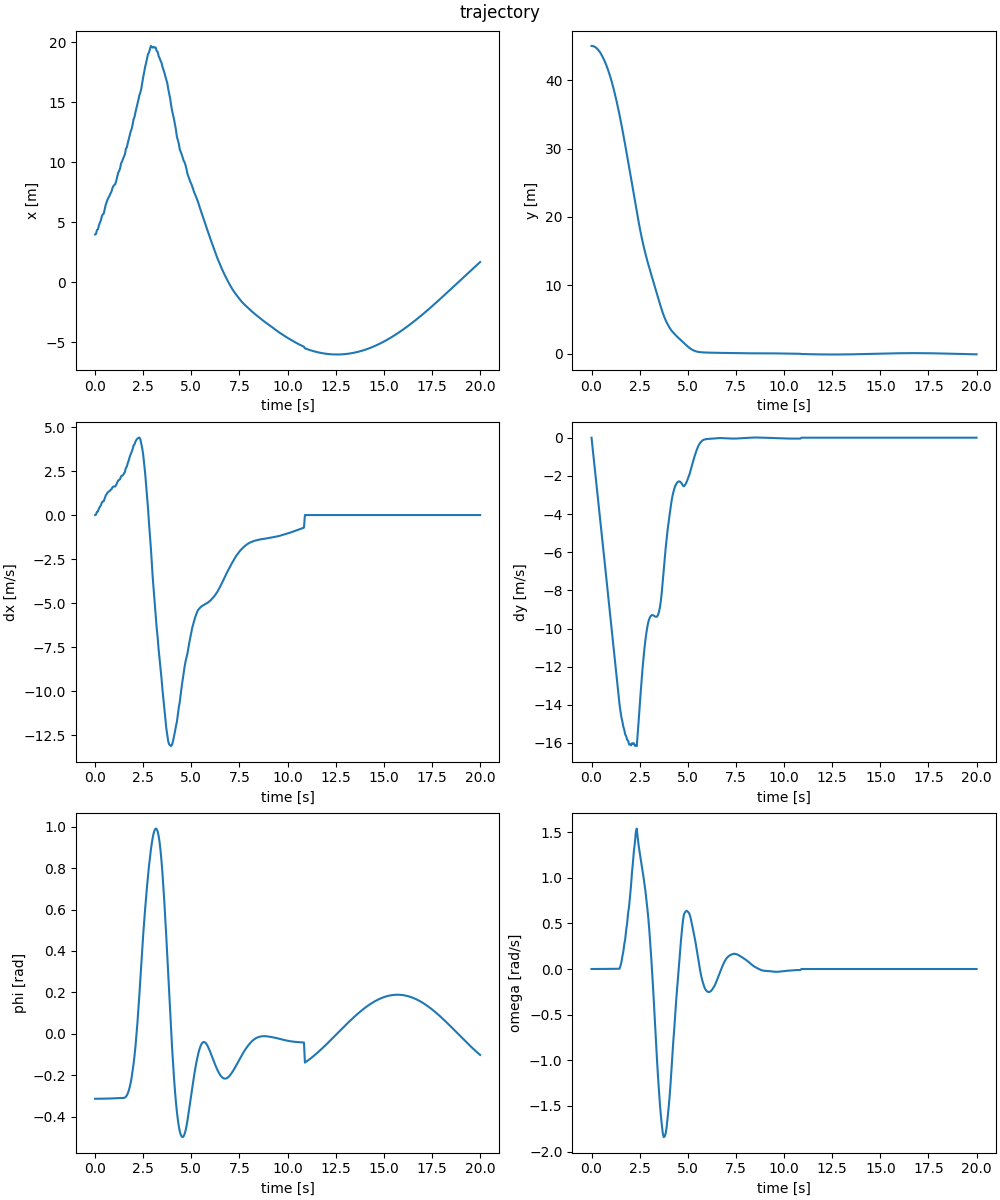 trajectory
20
15
10
5
0
−5
x [m]
0.0 2.5 5.0 7.5 10.0 12.5 15.0 17.5 20.0
time [s]
40
30
20
10
0
y [m]
0.0 2.5 5.0 7.5 10.0 12.5 15.0 17.5 20.0
time [s]
5.0
2.5
0.0
−2.5
−5.0
−7.5
−10.0
−12.5
dx [m/s]
0.0 2.5 5.0 7.5 10.0 12.5 15.0 17.5 20.0
time [s]
0
−2
−4
−6
−8
−10
−12
−14
−16
dy [m/s]
0.0 2.5 5.0 7.5 10.0 12.5 15.0 17.5 20.0
time [s]
1.0
0.8
0.6
0.4
0.2
0.0
−0.2
−0.4
phi [rad]
0.0 2.5 5.0 7.5 10.0 12.5 15.0 17.5 20.0
time [s]
1.5
1.0
0.5
0.0
−0.5
−1.0
−1.5
−2.0
omega [rad/s]
0.0 2.5 5.0 7.5 10.0 12.5 15.0 17.5 20.0
time [s]